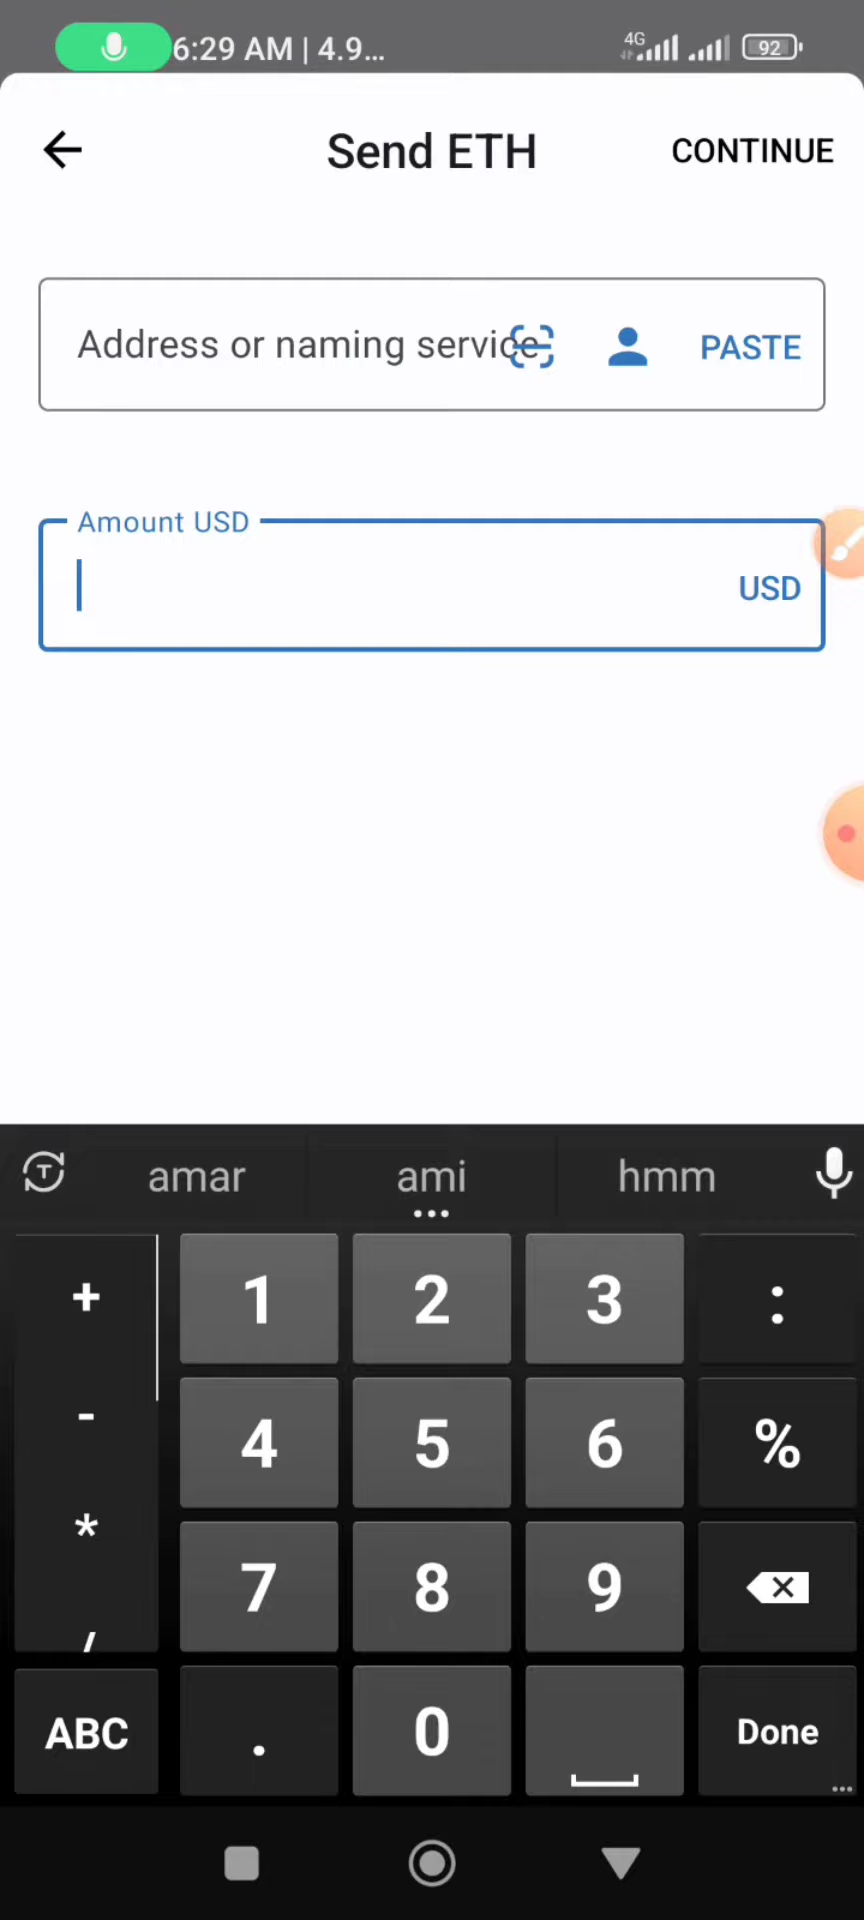 6:29 AM | 4.9...
4G
92
Send ETH
CONTINUE
Address or naming service
PASTE
Amount USD
USD
amar
ami
hmm
+ 1 2 3 :
- 4 5 6 %
* 7 8 9
/
ABC . 0 Done